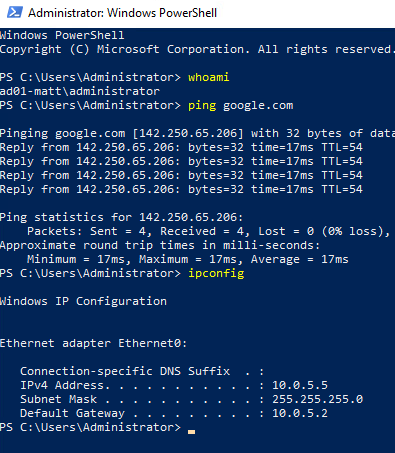 Administrator: Windows PowerShell
Windows PowerShell
Copyright (C) Microsoft Corporation. All rights reserved.
PS C:\Users\Administrator> whoami
ad01-matt\administrator
PS C:\Users\Administrator> ping google.com
Pinging google.com [142.250.65.206] with 32 bytes of data
Reply from 142.250.65.206: bytes=32 time=17ms TTL=54
Reply from 142.250.65.206: bytes=32 time=17ms TTL=54
Reply from 142.250.65.206: bytes=32 time=17ms TTL=54
Reply from 142.250.65.206: bytes=32 time=17ms TTL=54
Ping statistics for 142.250.65.206:
    Packets: Sent = 4, Received = 4, Lost = 0 (0% loss),
Approximate round trip times in milli-seconds:
    Minimum = 17ms, Maximum = 17ms, Average = 17ms
PS C:\Users\Administrator> ipconfig
Windows IP Configuration
Ethernet adapter Ethernet0:
   Connection-specific DNS Suffix  . :
   IPv4 Address. . . . . . . . . . . : 10.0.5.5
   Subnet Mask . . . . . . . . . . . : 255.255.255.0
   Default Gateway . . . . . . . . . : 10.0.5.2
PS C:\Users\Administrator> _